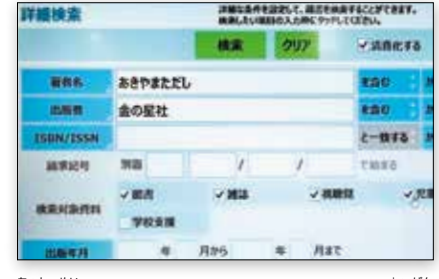 詳細検索 詳細な条件を設定して、蔵書を検索することができます。
検索したい項目の入力枠にタッチしてください。
検索 クリア ✓清音化する
著者名 あきやまただし を含む
出版者 金の星社 を含む
ISBN/ISSN と一致する
請求記号 別置 / / で始まる
検索対象資料 ✓図書 ✓雑誌 ✓視聴覚 ✓児童
学校支援
出版年月 年 月から 年 月まで